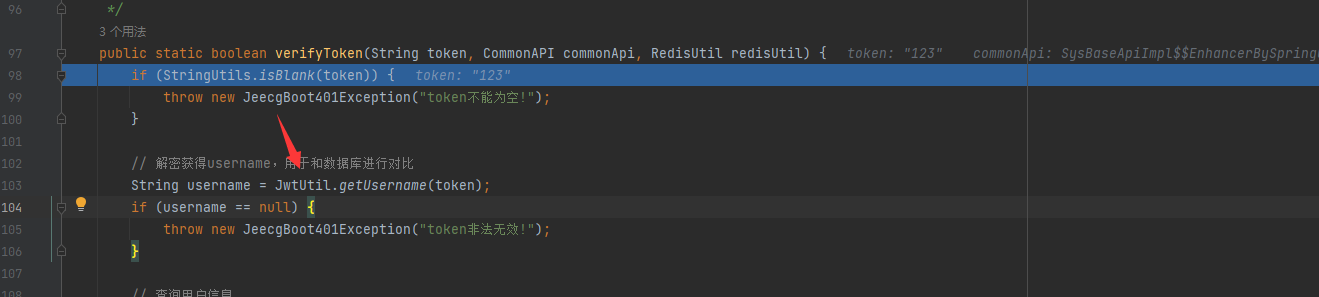 96 */
3 个用法
97 public static boolean verifyToken(String token, CommonAPI commonApi, RedisUtil redisUtil) { token: "123" commonApi: SysBaseApiImpl$$EnhancerBySpring
98 if (StringUtils.isBlank(token)) { token: "123"
99 throw new JeecgBoot401Exception("token不能为空!");
100 }
101
102 // 解密获得username，用于和数据库进行对比
103 String username = JwtUtil.getUsername(token);
104 if (username == null) {
105 throw new JeecgBoot401Exception("token非法无效!");
106 }
107
// 查询用户信息